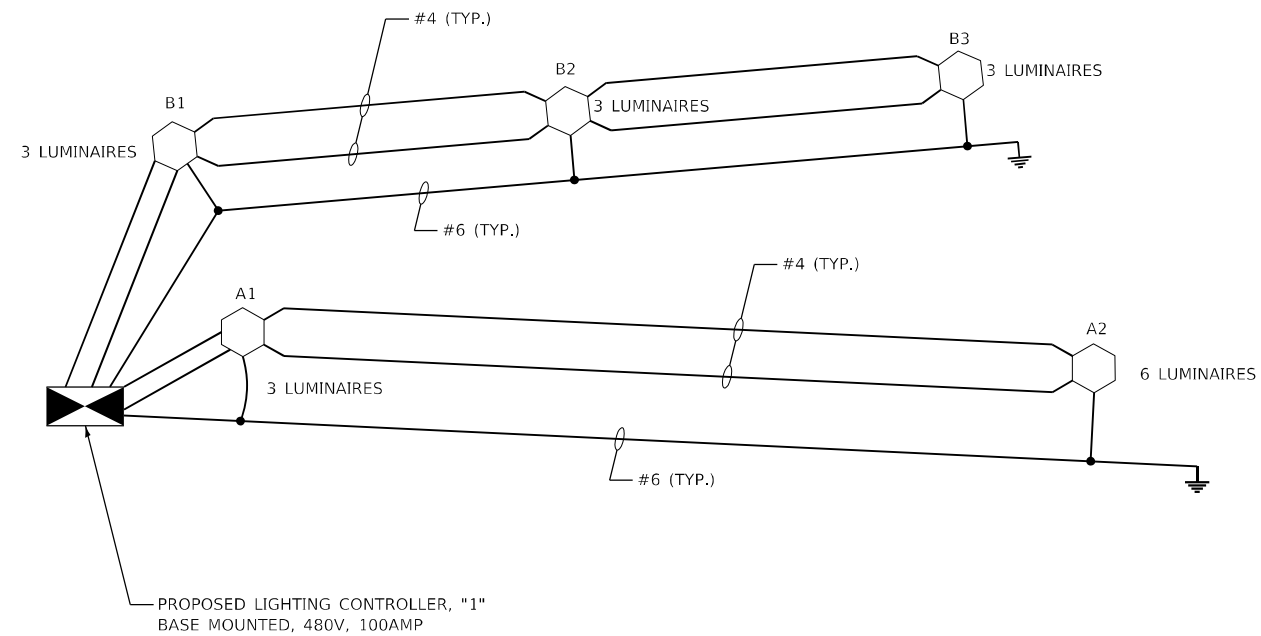 #4 (TYP.)
B3
3 LUMINAIRES
B2
3 LUMINAIRES
B1
3 LUMINAIRES
#6 (TYP.)
#4 (TYP.)
A1
A2
3 LUMINAIRES
6 LUMINAIRES
#6 (TYP.)
PROPOSED LIGHTING CONTROLLER, "1"
BASE MOUNTED, 480V, 100AMP